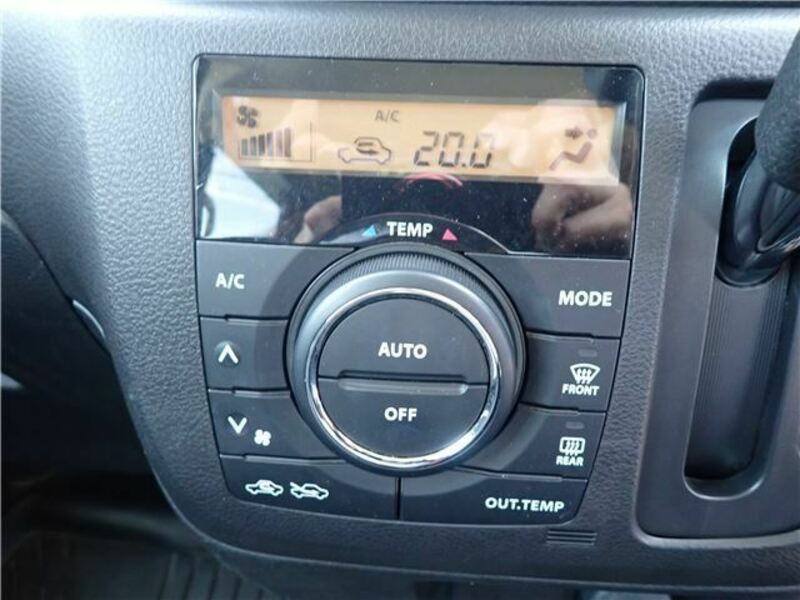 A/C
20.0
TEMP
A/C
MODE
AUTO
FRONT
OFF
REAR
OUT.TEMP